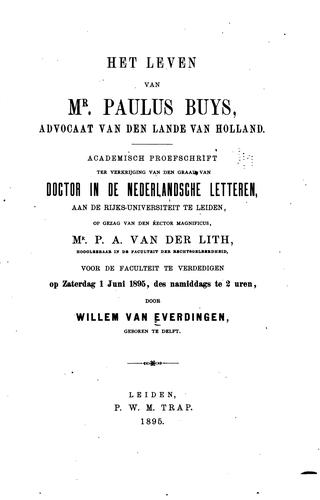 HET LEVEN
VAN
MR. PAULUS BUYS,
ADVOCAAT VAN DEN LANDE VAN HOLLAND.
ACADEMISCH PROEFSCHRIFT
TER VERKRIJGING VAN DEN GRAAD VAN
DOCTOR IN DE NEDERLANDSCHE LETTEREN,
AAN DE RIJKS-UNIVERSITEIT TE LEIDEN,
OP GEZAG VAN DEN RECTOR MAGNIFICUS,
MR. P. A. VAN DER LITH,
HOOGLEERAAR IN DE FACULTEIT DER RECHTSGELEERDHEID,
VOOR DE FACULTEIT TE VERDEDIGEN
op Zaterdag 1 Juni 1895, des namiddags te 2 uren,
DOOR
WILLEM VAN EVERDINGEN,
GEBOREN TE DELFT.
LEIDEN,
P. W. M. TRAP.
1895.